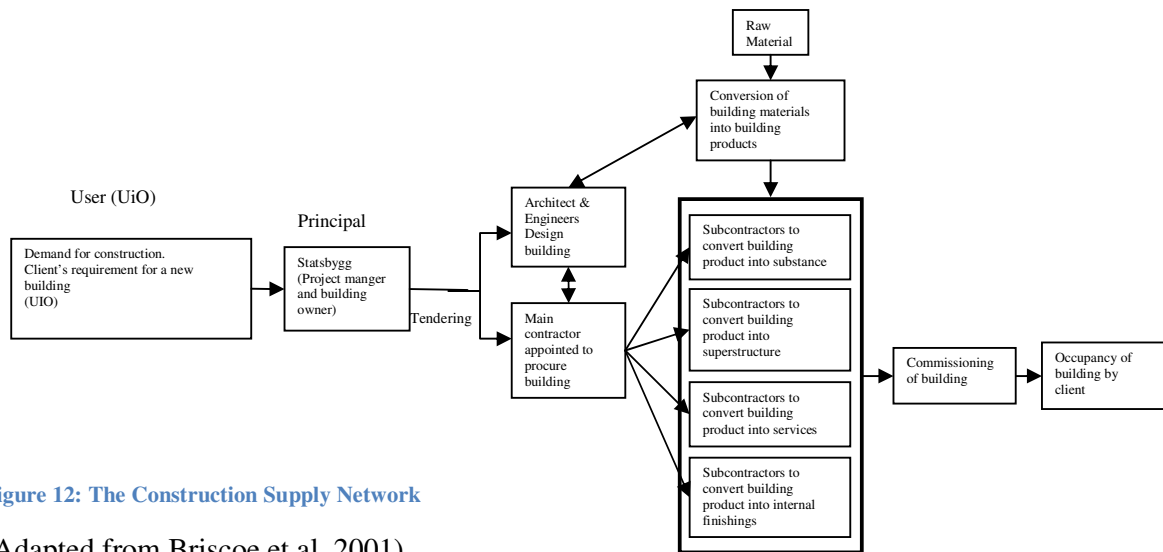 Raw
Material
Conversion of
building materials
into building
products
User (UiO)
Principal
Demand for construction.
Client's requirement for a new
building
(UIO)
Statsbygg
(Project manger
and building
owner)
Tendering
Architect &
Engineers
Design
building
Main
contractor
appointed to
procure
building
Subcontractors to
convert building
product into substance
Subcontractors to
convert building
product into
superstructure
Subcontractors to
convert building
product into services
Subcontractors to
convert building
product into internal
finishings
Commissioning
of building
Occupancy of
building by
client
igure 12: The Construction Supply Network
Adapted from Briscoe et al. 2001)